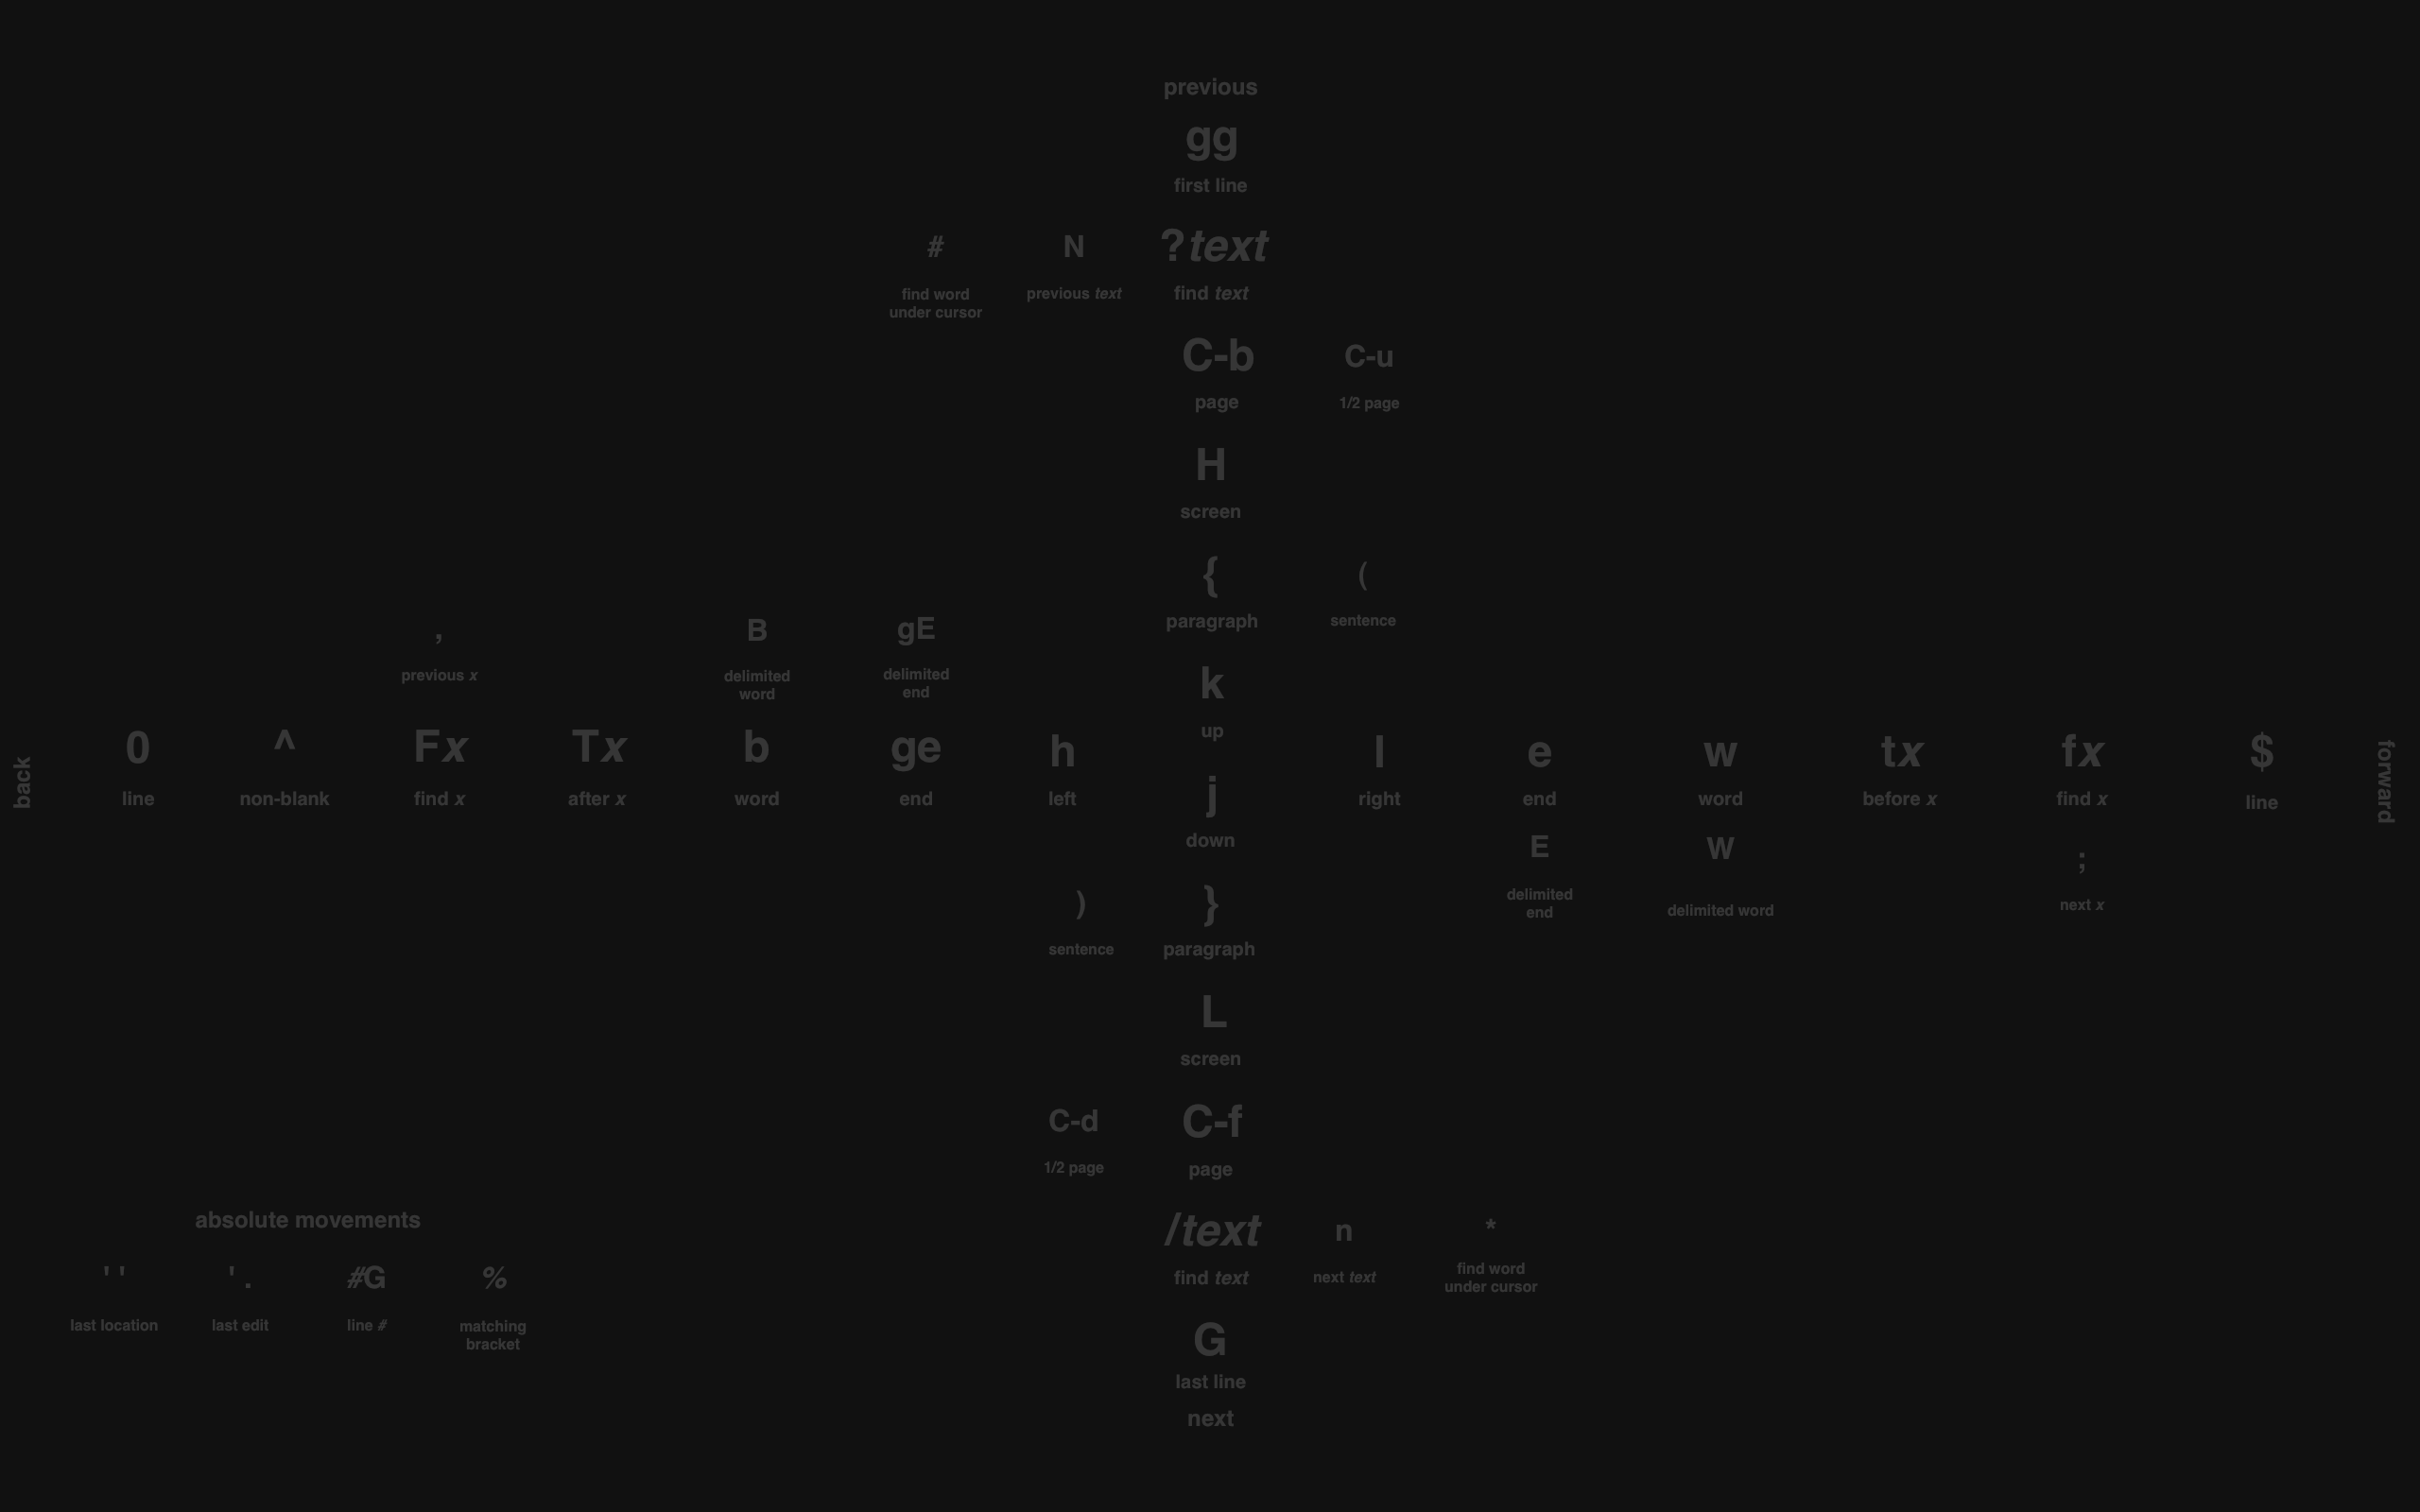 previous
gg
first line
# N ?text
find word previous text find text
under cursor
C-b C-u
page 1/2 page
H
screen
{ (
paragraph sentence
, B gE
previous x delimited delimited
word end
k
up
back 0 ^ Fx Tx b ge h l e w tx fx $ forward
line non-blank find x after x word end left right end word before x find x line
j
down
E W ;
delimited delimited word next x
end
) }
sentence paragraph
L
screen
C-d C-f
1/2 page page
/text n *
find text next text find word
under cursor
absolute movements
' ' ' . #G %
last location last edit line # matching
bracket
G
last line
next